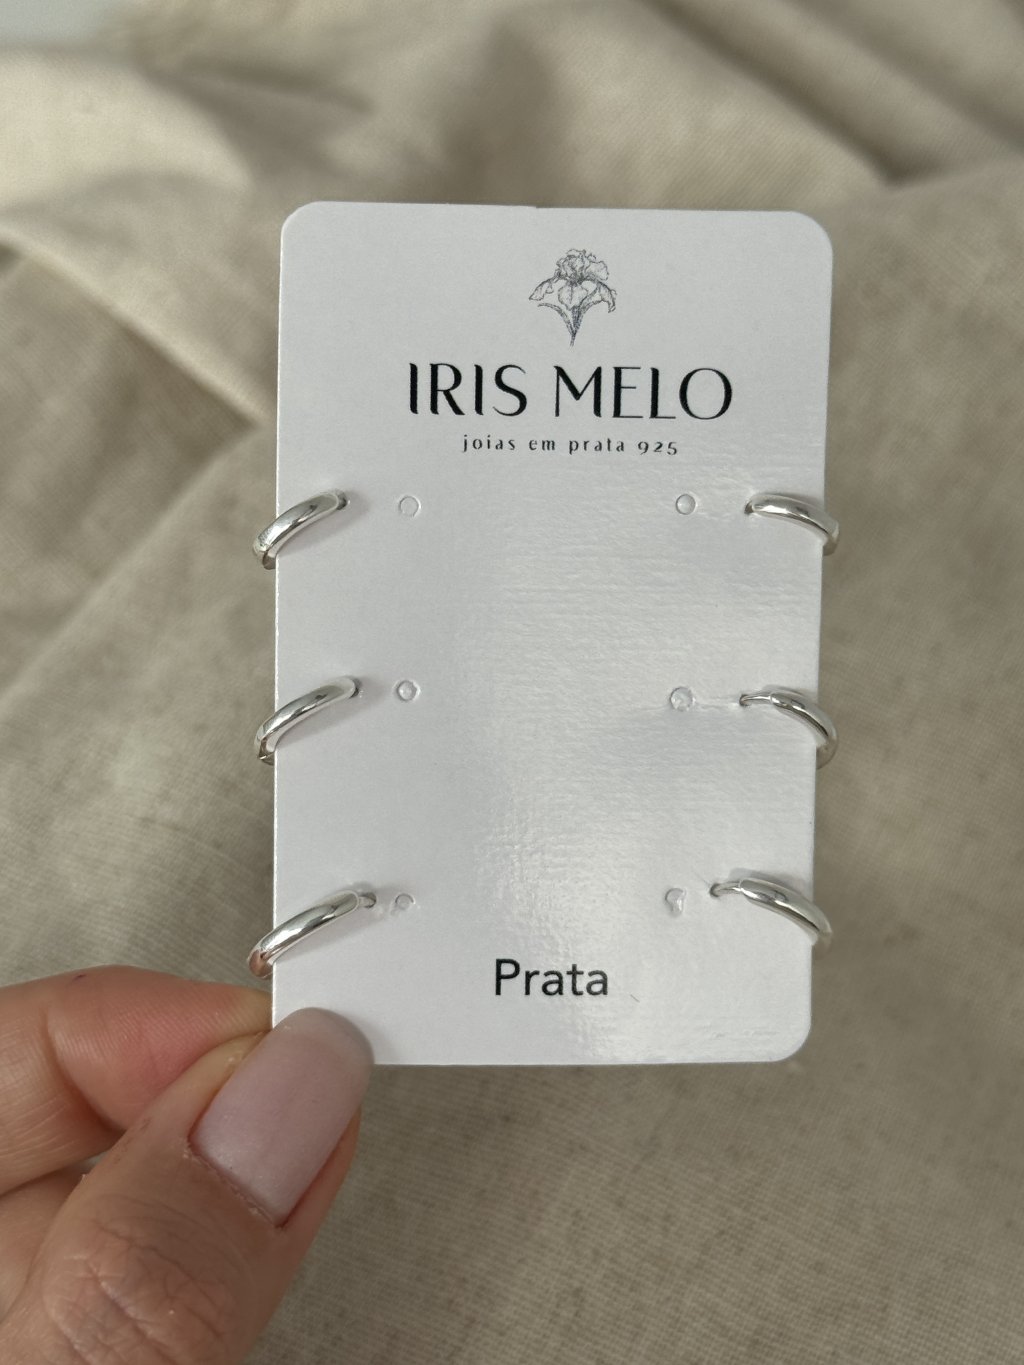 IRIS MELO
joias em prata 925
Prata